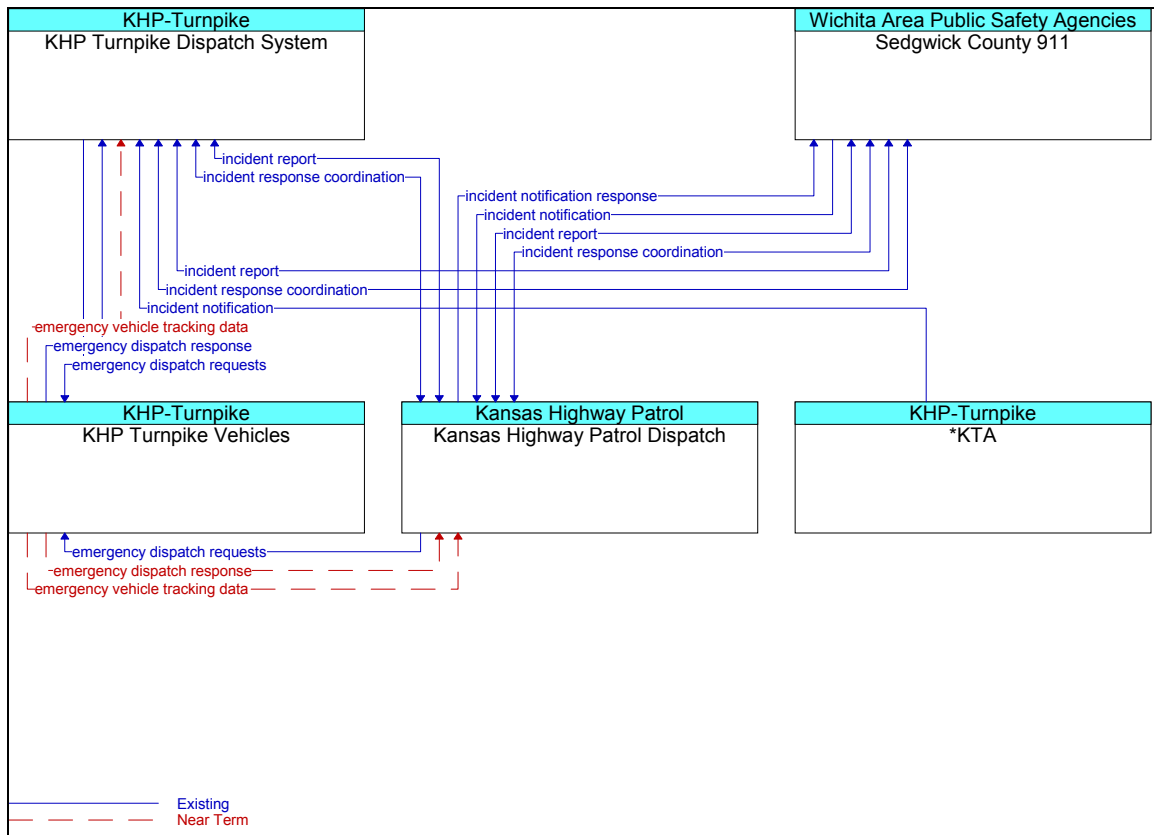 KHP-Turnpike
KHP Turnpike Dispatch System
Wichita Area Public Safety Agencies
Sedgwick County 911
incident report
incident response coordination
incident notification response
incident notification
incident report
incident response coordination
incident report
incident response coordination
incident notification
emergency vehicle tracking data
emergency dispatch response
emergency dispatch requests
KHP-Turnpike
KHP Turnpike Vehicles
Kansas Highway Patrol
Kansas Highway Patrol Dispatch
KHP-Turnpike
*KTA
emergency dispatch requests
emergency dispatch response
emergency vehicle tracking data
Existing
Near Term